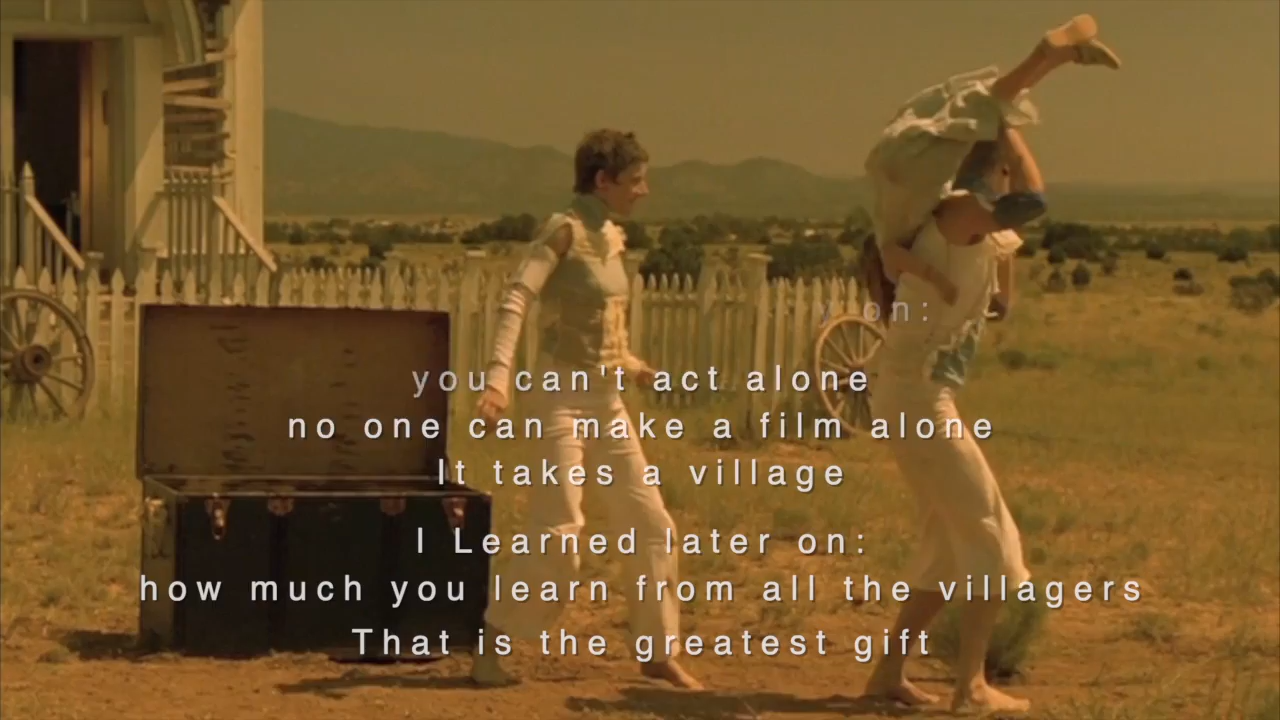 y on:
you can't act alone
no one can make a film alone
It takes a village
I Learned later on:
how much you learn from all the villagers
That is the greatest gift